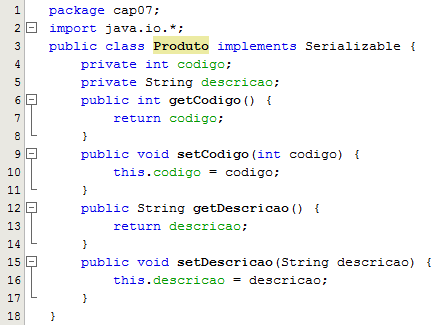 1 package cap07;
2 import java.io.*;
3 public class Produto implements Serializable {
4     private int codigo;
5     private String descricao;
6     public int getCodigo() {
7         return codigo;
8     }
9     public void setCodigo(int codigo) {
10         this.codigo = codigo;
11     }
12     public String getDescricao() {
13         return descricao;
14     }
15     public void setDescricao(String descricao) {
16         this.descricao = descricao;
17     }
18 }